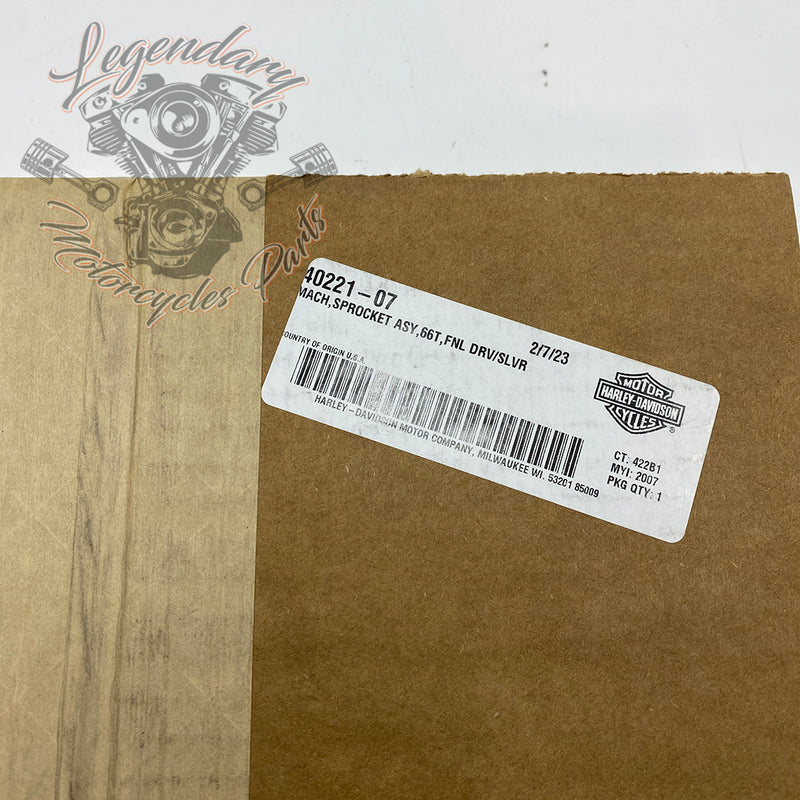 Legendary
Motorcycles Parts
40221-07
MACH,SPROCKET ASY,66T,FNL DRV/SLVR
2/7/23
COUNTRY OF ORIGIN U.S.A.
HARLEY-DAVIDSON MOTOR COMPANY, MILWAUKEE WI. 53201 85009
MOTOR
HARLEY-DAVIDSON
CYCLES
®
CT: 422B1
MYI: 2007
PKG QTY: 1